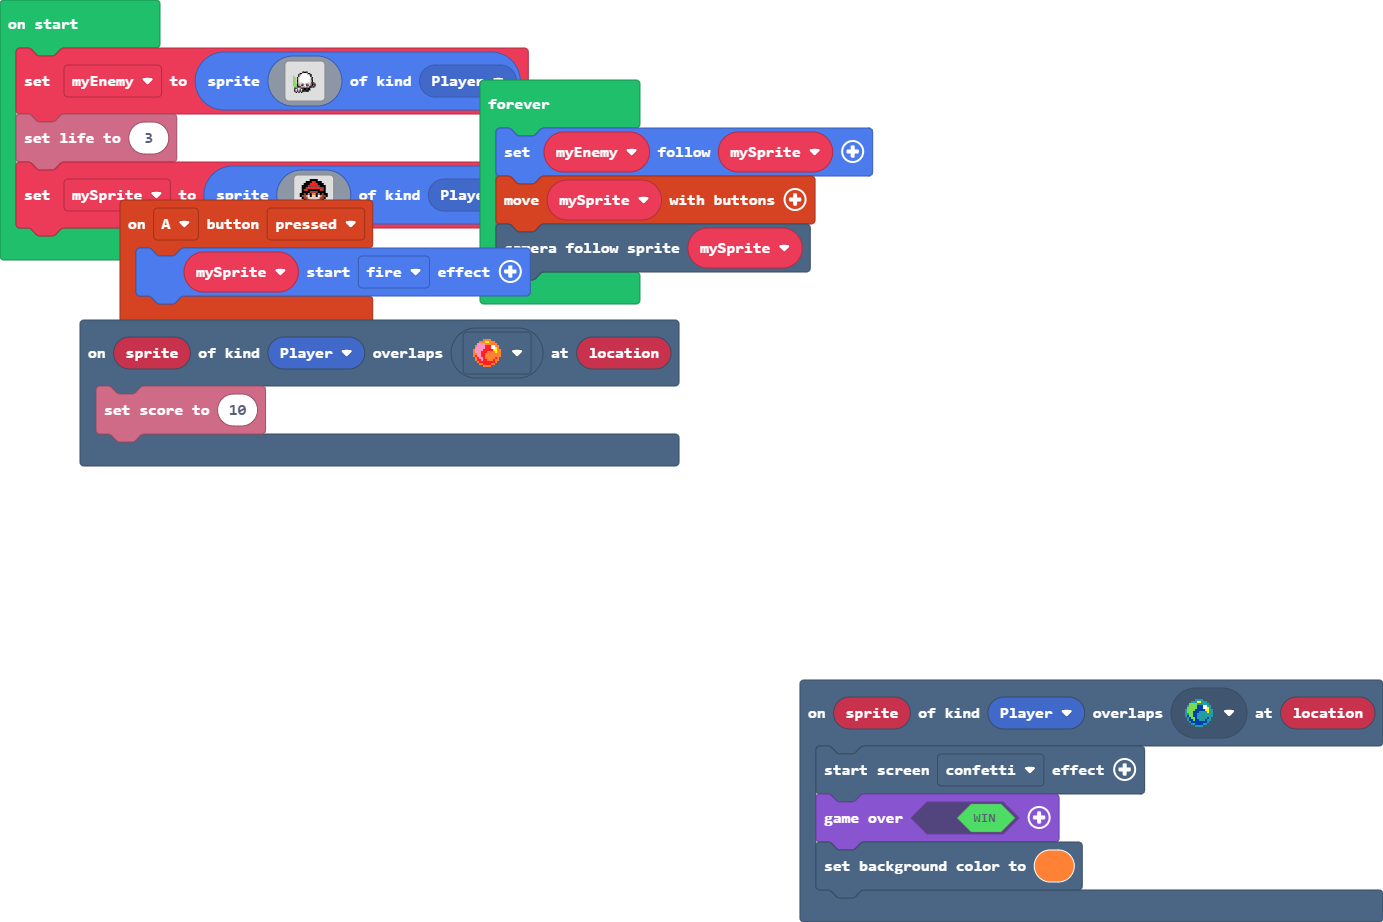 on start
set myEnemy to sprite of kind Player
set life to 3
set mySprite to sprite of kind
forever
set myEnemy follow mySprite
move mySprite with buttons
follow sprite mySprite
on A button pressed
mySprite start fire effect
on sprite of kind Player overlaps at location
set score to 10
on sprite of kind Player overlaps at location
start screen confetti effect
game over WIN
set background color to